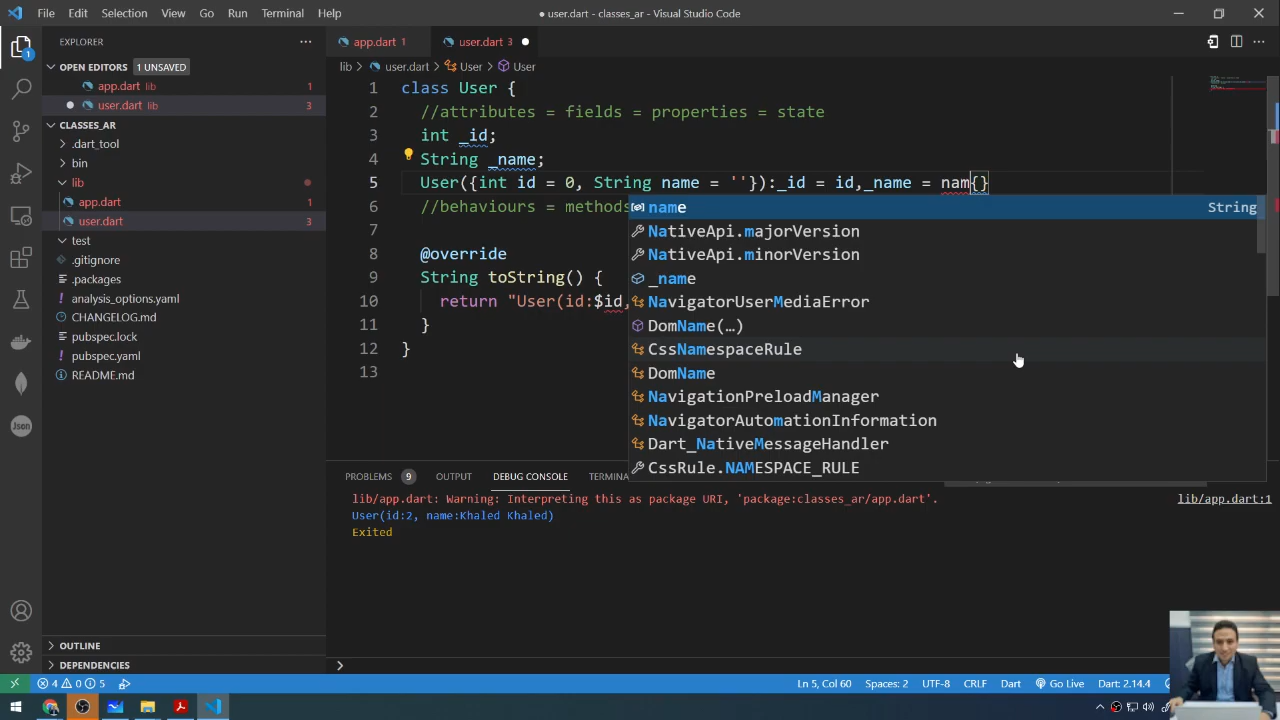 File Edit Selection View Go Run Terminal Help
● user.dart - classes_ar - Visual Studio Code
EXPLORER
OPEN EDITORS 1 UNSAVED
app.dart lib 1
user.dart lib 3
CLASSES_AR
.dart_tool
bin
lib
app.dart 1
user.dart 3
test
.gitignore
.packages
analysis_options.yaml
CHANGELOG.md
pubspec.lock
pubspec.yaml
README.md
OUTLINE
DEPENDENCIES
app.dart 1 user.dart 3
lib > user.dart > User > User
1 class User {
2 //attributes = fields = properties = state
3 int _id;
4 String _name;
5 User({int id = 0, String name = ''}):_id = id,_name = nam{}
6 //behaviours = methods
7
8 @override
9 String toString() {
10 return "User(id:$id,
11 }
12 }
13
name String
NativeApi.majorVersion
NativeApi.minorVersion
_name
NavigatorUserMediaError
DomName(…)
CssNamespaceRule
DomName
NavigationPreloadManager
NavigatorAutomationInformation
Dart_NativeMessageHandler
CssRule.NAMESPACE_RULE
PROBLEMS 9 OUTPUT DEBUG CONSOLE TERMINA
lib/app.dart: Warning: Interpreting this as package URI, 'package:classes_ar/app.dart'. lib/app.dart:1
User(id:2, name:Khaled Khaled)
Exited
4 0 5 Ln 5, Col 60 Spaces: 2 UTF-8 CRLF Dart Go Live Dart: 2.14.4